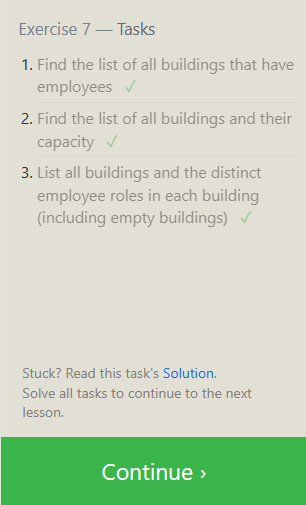 Exercise 7 — Tasks
1. Find the list of all buildings that have
employees ✓
2. Find the list of all buildings and their
capacity ✓
3. List all buildings and the distinct
employee roles in each building
(including empty buildings) ✓
Stuck? Read this task's Solution.
Solve all tasks to continue to the next
lesson.
Continue ›